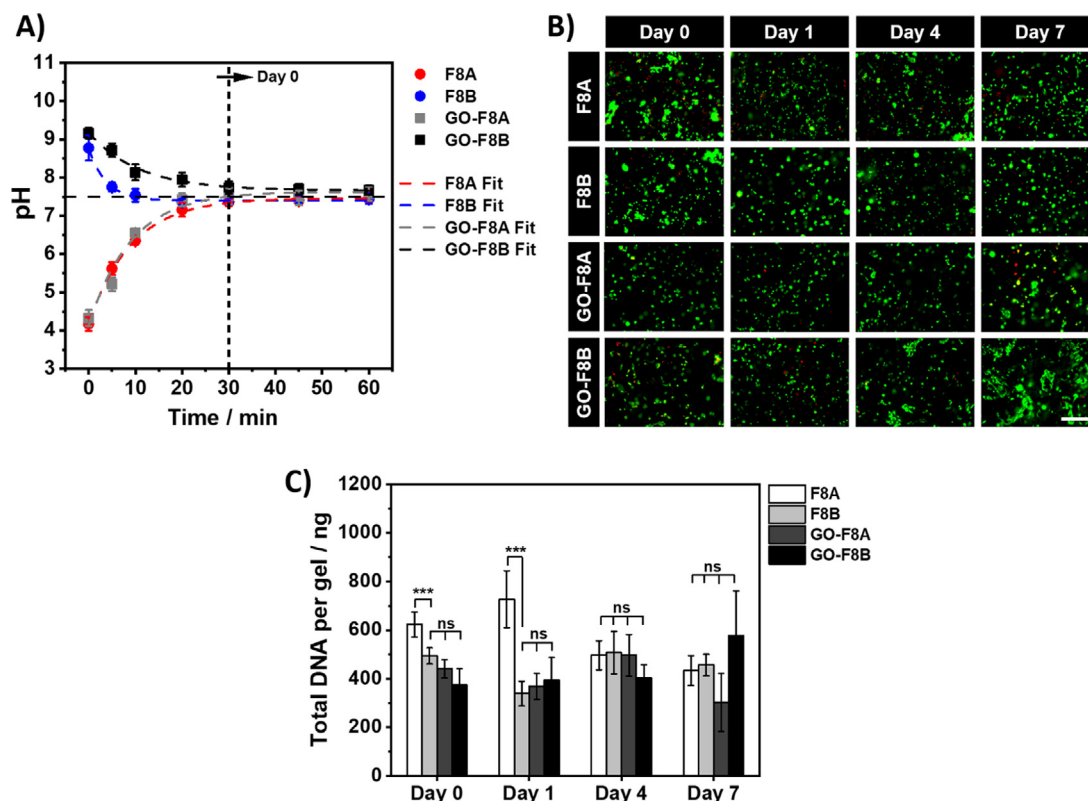 A)
Day 0
11
10
9
8
7
6
5
4
3
pH
0 10 20 30 40 50 60
Time / min
F8A
F8B
GO-F8A
GO-F8B
F8A Fit
F8B Fit
GO-F8A Fit
GO-F8B Fit
B)
Day 0 Day 1 Day 4 Day 7
F8A
F8B
GO-F8A
GO-F8B
C)
1200
1000
800
600
400
200
0
Total DNA per gel / ng
*** ns
*** ns
ns
ns
Day 0 Day 1 Day 4 Day 7
F8A
F8B
GO-F8A
GO-F8B